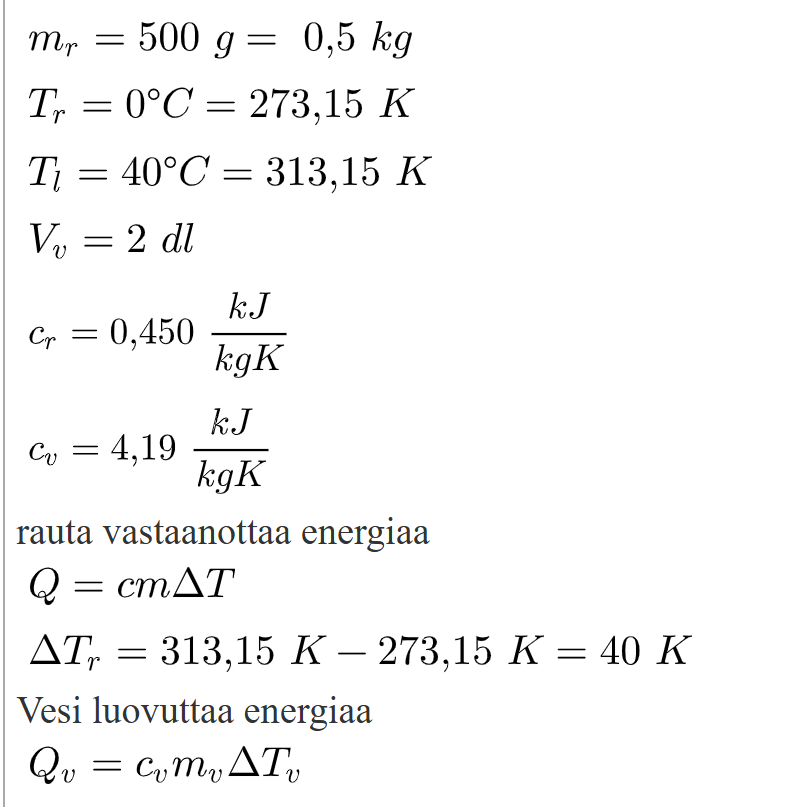 m_r = 500 g = 0,5 kg
T_r = 0°C = 273,15 K
T_l = 40°C = 313,15 K
V_v = 2 dl
c_r = 0,450 kJ/kgK
c_v = 4,19 kJ/kgK
rauta vastaanottaa energiaa
Q = cmΔT
ΔT_r = 313,15 K − 273,15 K = 40 K
Vesi luovuttaa energiaa
Q_v = c_v m_v ΔT_v